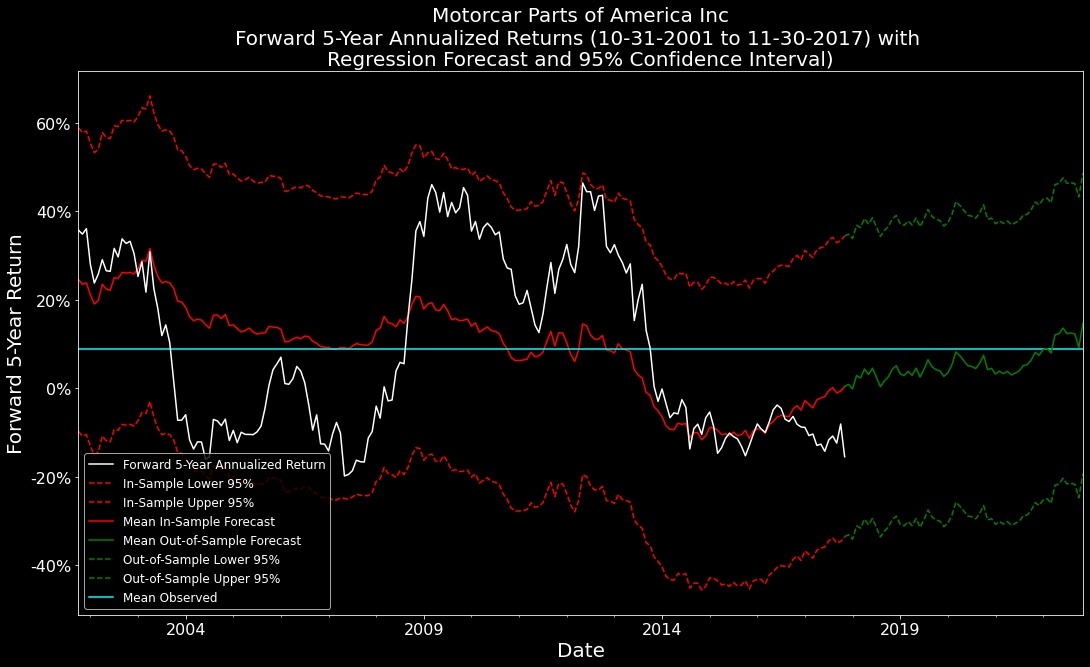 Motorcar Parts of America Inc
Forward 5-Year Annualized Returns (10-31-2001 to 11-30-2017) with
Regression Forecast and 95% Confidence Interval)
Forward 5-Year Return
60%
40%
20%
0%
-20%
-40%
Forward 5-Year Annualized Return
In-Sample Lower 95%
In-Sample Upper 95%
Mean In-Sample Forecast
Mean Out-of-Sample Forecast
Out-of-Sample Lower 95%
Out-of-Sample Upper 95%
Mean Observed
2004
2009
2014
2019
Date